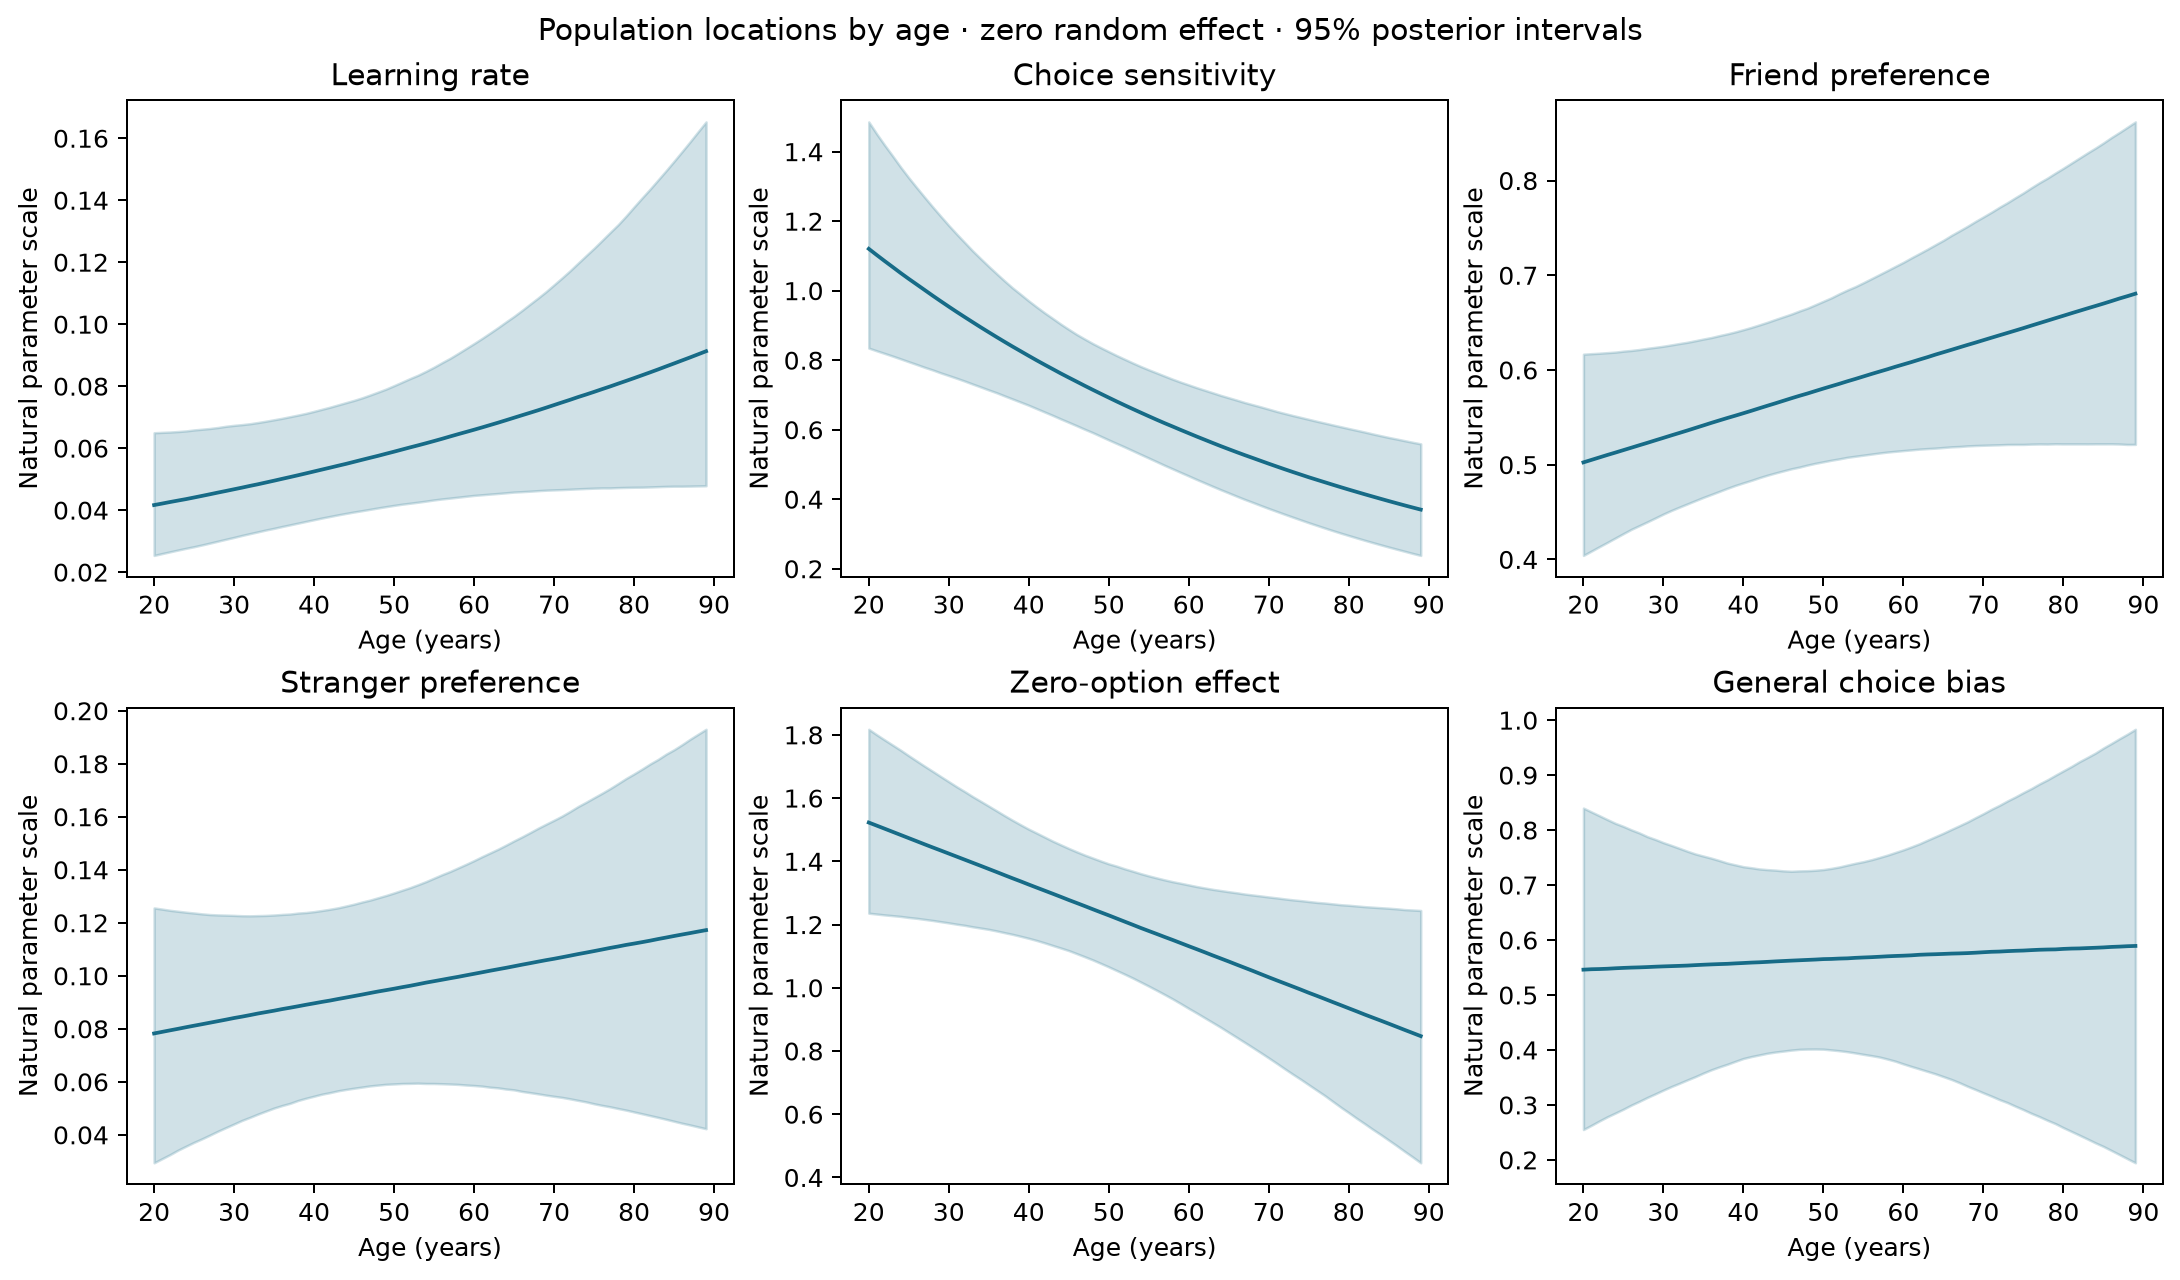 Population locations by age · zero random effect · 95% posterior intervals
Learning rate
Natural parameter scale
0.16
0.14
0.12
0.10
0.08
0.06
0.04
0.02
20 30 40 50 60 70 80 90
Age (years)
Choice sensitivity
Natural parameter scale
1.4
1.2
1.0
0.8
0.6
0.4
0.2
20 30 40 50 60 70 80 90
Age (years)
Friend preference
Natural parameter scale
0.8
0.7
0.6
0.5
0.4
20 30 40 50 60 70 80 90
Age (years)
Stranger preference
Natural parameter scale
0.20
0.18
0.16
0.14
0.12
0.10
0.08
0.06
0.04
20 30 40 50 60 70 80 90
Age (years)
Zero-option effect
Natural parameter scale
1.8
1.6
1.4
1.2
1.0
0.8
0.6
0.4
20 30 40 50 60 70 80 90
Age (years)
General choice bias
Natural parameter scale
1.0
0.9
0.8
0.7
0.6
0.5
0.4
0.3
0.2
20 30 40 50 60 70 80 90
Age (years)